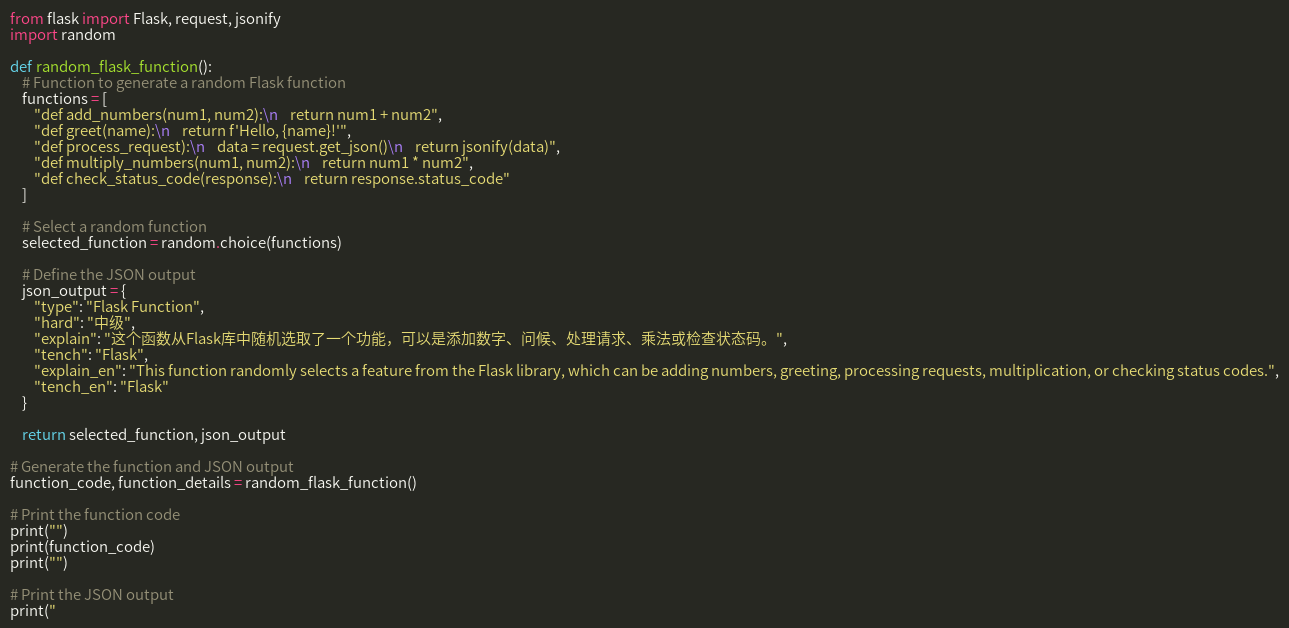 from flask import Flask, request, jsonify
import random

def random_flask_function():
    # Function to generate a random Flask function
    functions = [
        "def add_numbers(num1, num2):\n    return num1 + num2",
        "def greet(name):\n    return f'Hello, {name}!'",
        "def process_request):\n    data = request.get_json()\n    return jsonify(data)",
        "def multiply_numbers(num1, num2):\n    return num1 * num2",
        "def check_status_code(response):\n    return response.status_code"
    ]

    # Select a random function
    selected_function = random.choice(functions)

    # Define the JSON output
    json_output = {
        "type": "Flask Function",
        "hard": "中级",
        "explain": "这个函数从Flask库中随机选取了一个功能，可以是添加数字、问候、处理请求、乘法或检查状态码。",
        "tench": "Flask",
        "explain_en": "This function randomly selects a feature from the Flask library, which can be adding numbers, greeting, processing requests, multiplication, or checking status codes.",
        "tench_en": "Flask"
    }

    return selected_function, json_output

# Generate the function and JSON output
function_code, function_details = random_flask_function()

# Print the function code
print("")
print(function_code)
print("")

# Print the JSON output
print("